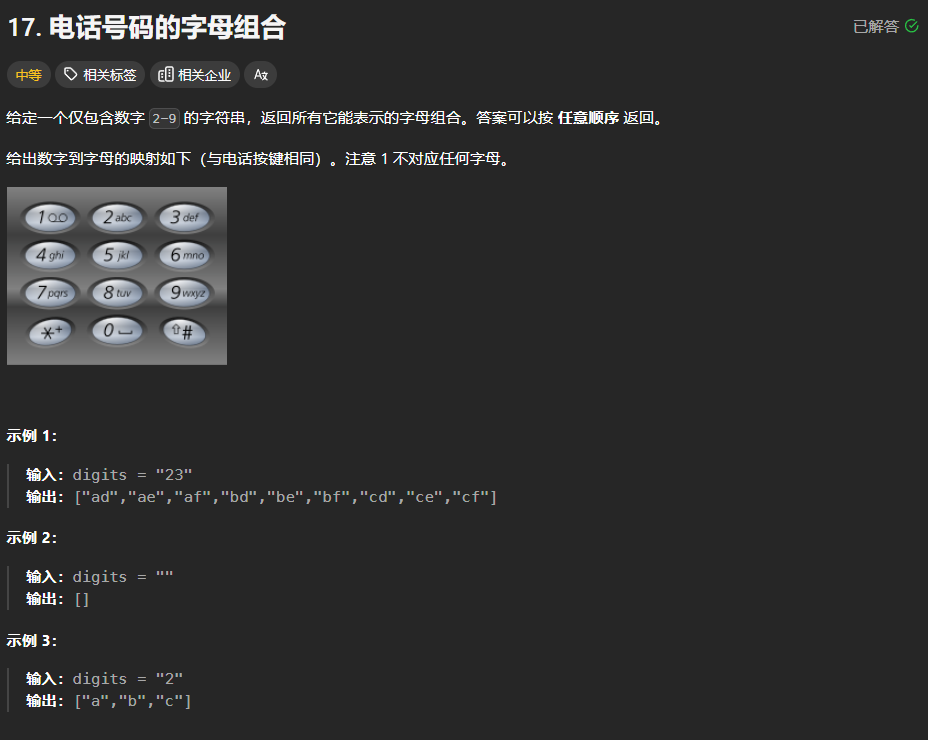 17. 电话号码的字母组合
已解答
中等 相关标签 相关企业
给定一个仅包含数字 2-9 的字符串，返回所有它能表示的字母组合。答案可以按 任意顺序 返回。
给出数字到字母的映射如下（与电话按键相同）。注意 1 不对应任何字母。
1 2 abc 3 def
4 ghi 5 jkl 6 mno
7 pqrs 8 tuv 9 wxyz
*+ 0 ⇧#
示例 1：
输入：digits = "23"
输出：["ad","ae","af","bd","be","bf","cd","ce","cf"]
示例 2：
输入：digits = ""
输出：[]
示例 3：
输入：digits = "2"
输出：["a","b","c"]